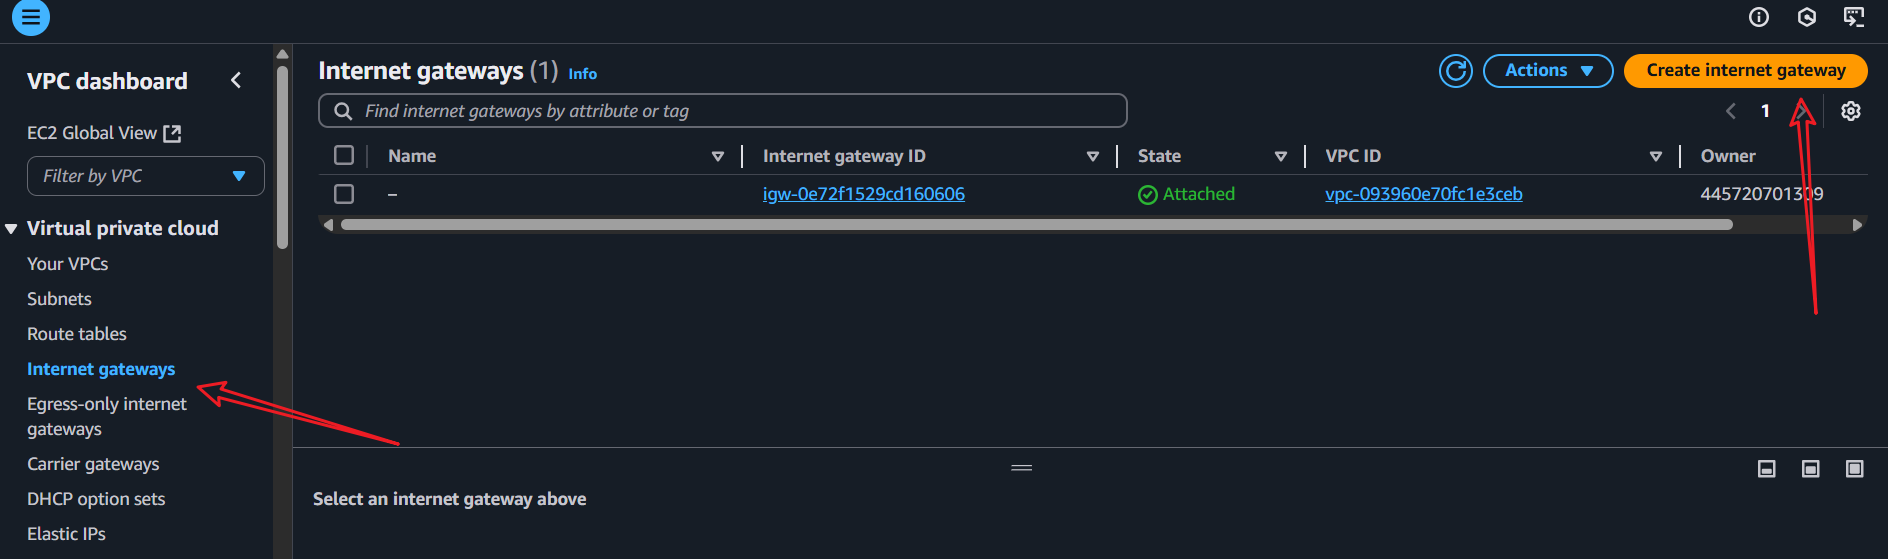 VPC dashboard
EC2 Global View
Filter by VPC
Virtual private cloud
Your VPCs
Subnets
Route tables
Internet gateways
Egress-only internet
gateways
Carrier gateways
DHCP option sets
Elastic IPs
Internet gateways (1) Info
Actions
Create internet gateway
Find internet gateways by attribute or tag
1
Name Internet gateway ID State VPC ID Owner
– igw-0e72f1529cd160606 Attached vpc-093960e70fc1e3ceb 445720701309
Select an internet gateway above